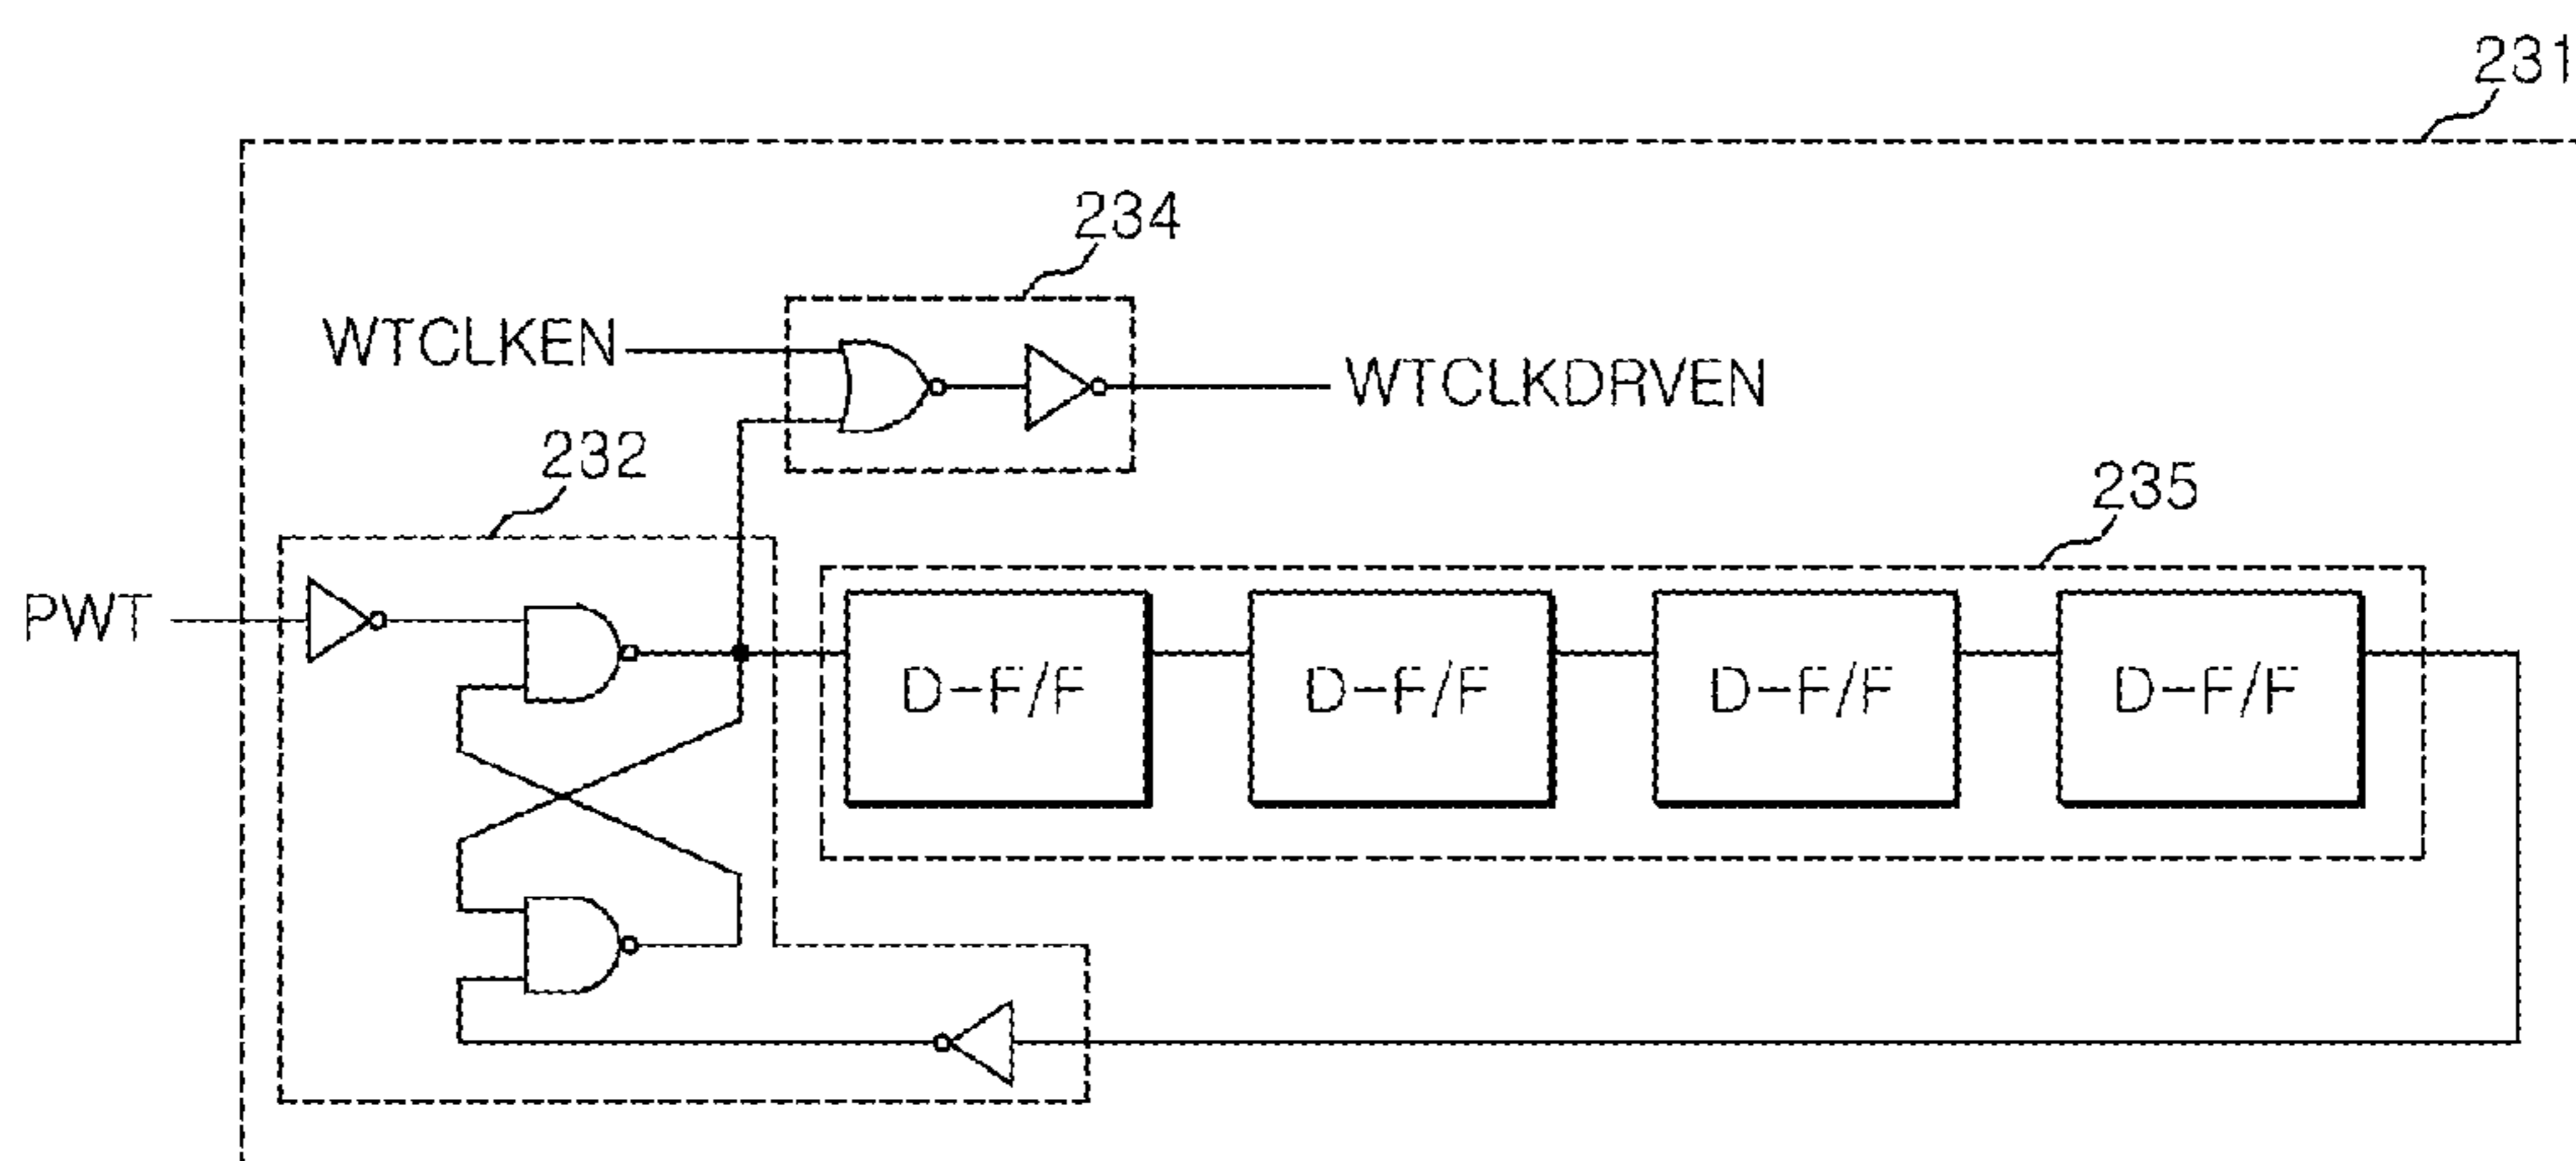 231
234
WTCLKEN
WTCLKDRVEN
232
235
PWT
D-F/F D-F/F D-F/F D-F/F